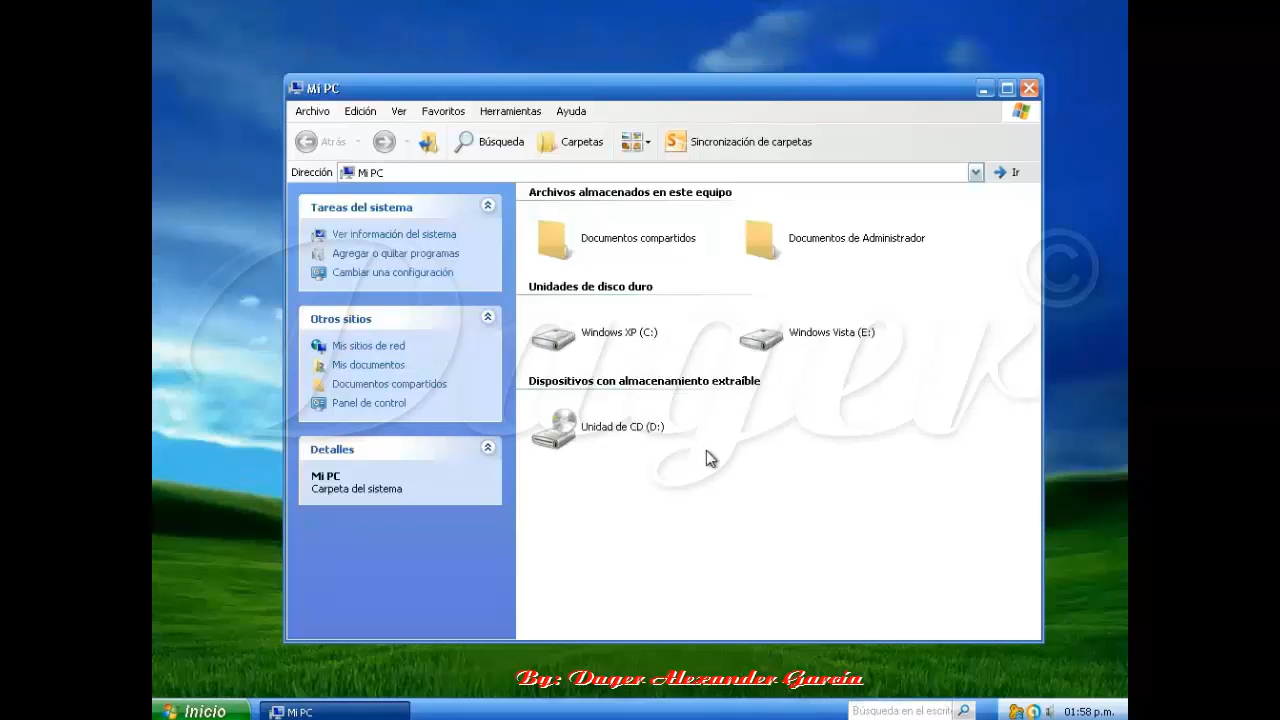 Mi PC
Archivo Edición Ver Favoritos Herramientas Ayuda
Atrás Búsqueda Carpetas Sincronización de carpetas
Dirección Mi PC Ir
Tareas del sistema
Ver información del sistema
Agregar o quitar programas
Cambiar una configuración
Otros sitios
Mis sitios de red
Mis documentos
Documentos compartidos
Panel de control
Detalles
Mi PC
Carpeta del sistema
Archivos almacenados en este equipo
Documentos compartidos Documentos de Administrador
Unidades de disco duro
Windows XP (C:) Windows Vista (E:)
Dispositivos con almacenamiento extraíble
Unidad de CD (D:)
Dager ©
By: Dager Alexander García
Inicio Mi PC Búsqueda en el escrit 01:58 p.m.